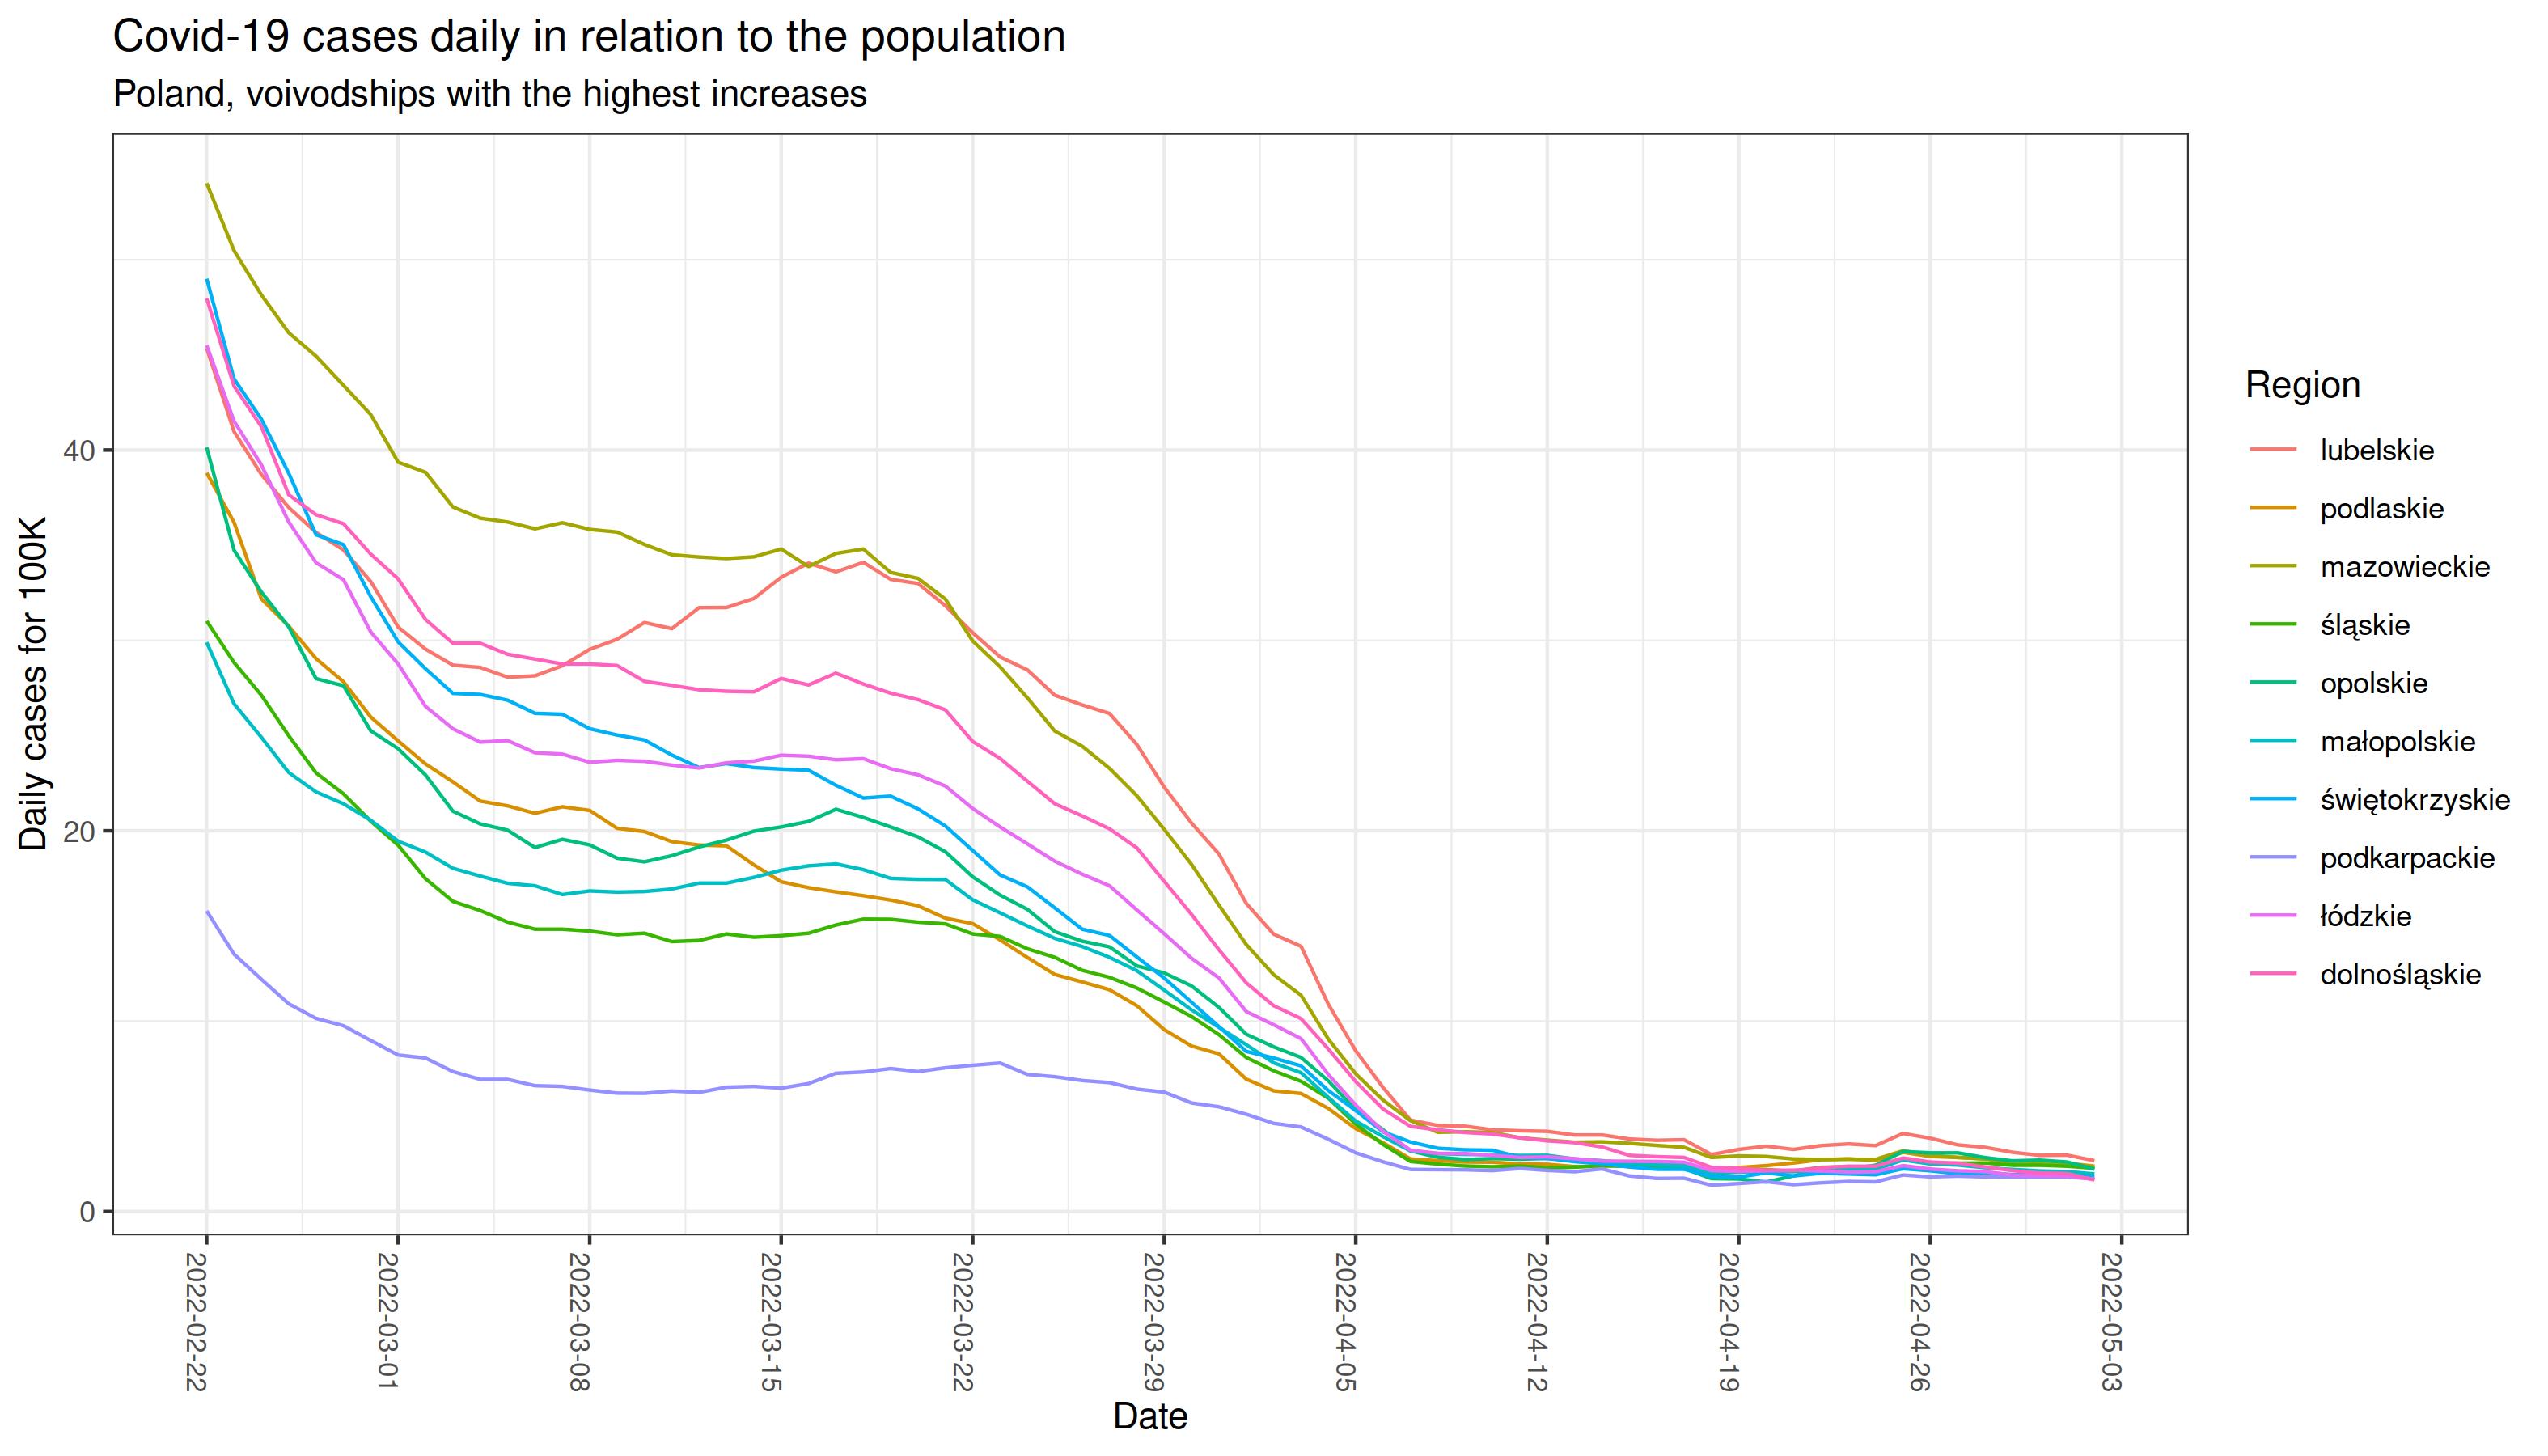 Covid-19 cases daily in relation to the population
Poland, voivodships with the highest increases
Daily cases for 100K
40
20
0
2022-02-22
2022-03-01
2022-03-08
2022-03-15
2022-03-22
2022-03-29
2022-04-05
2022-04-12
2022-04-19
2022-04-26
2022-05-03
Date
Region
lubelskie
podlaskie
mazowieckie
śląskie
opolskie
małopolskie
świętokrzyskie
podkarpackie
łódzkie
dolnośląskie